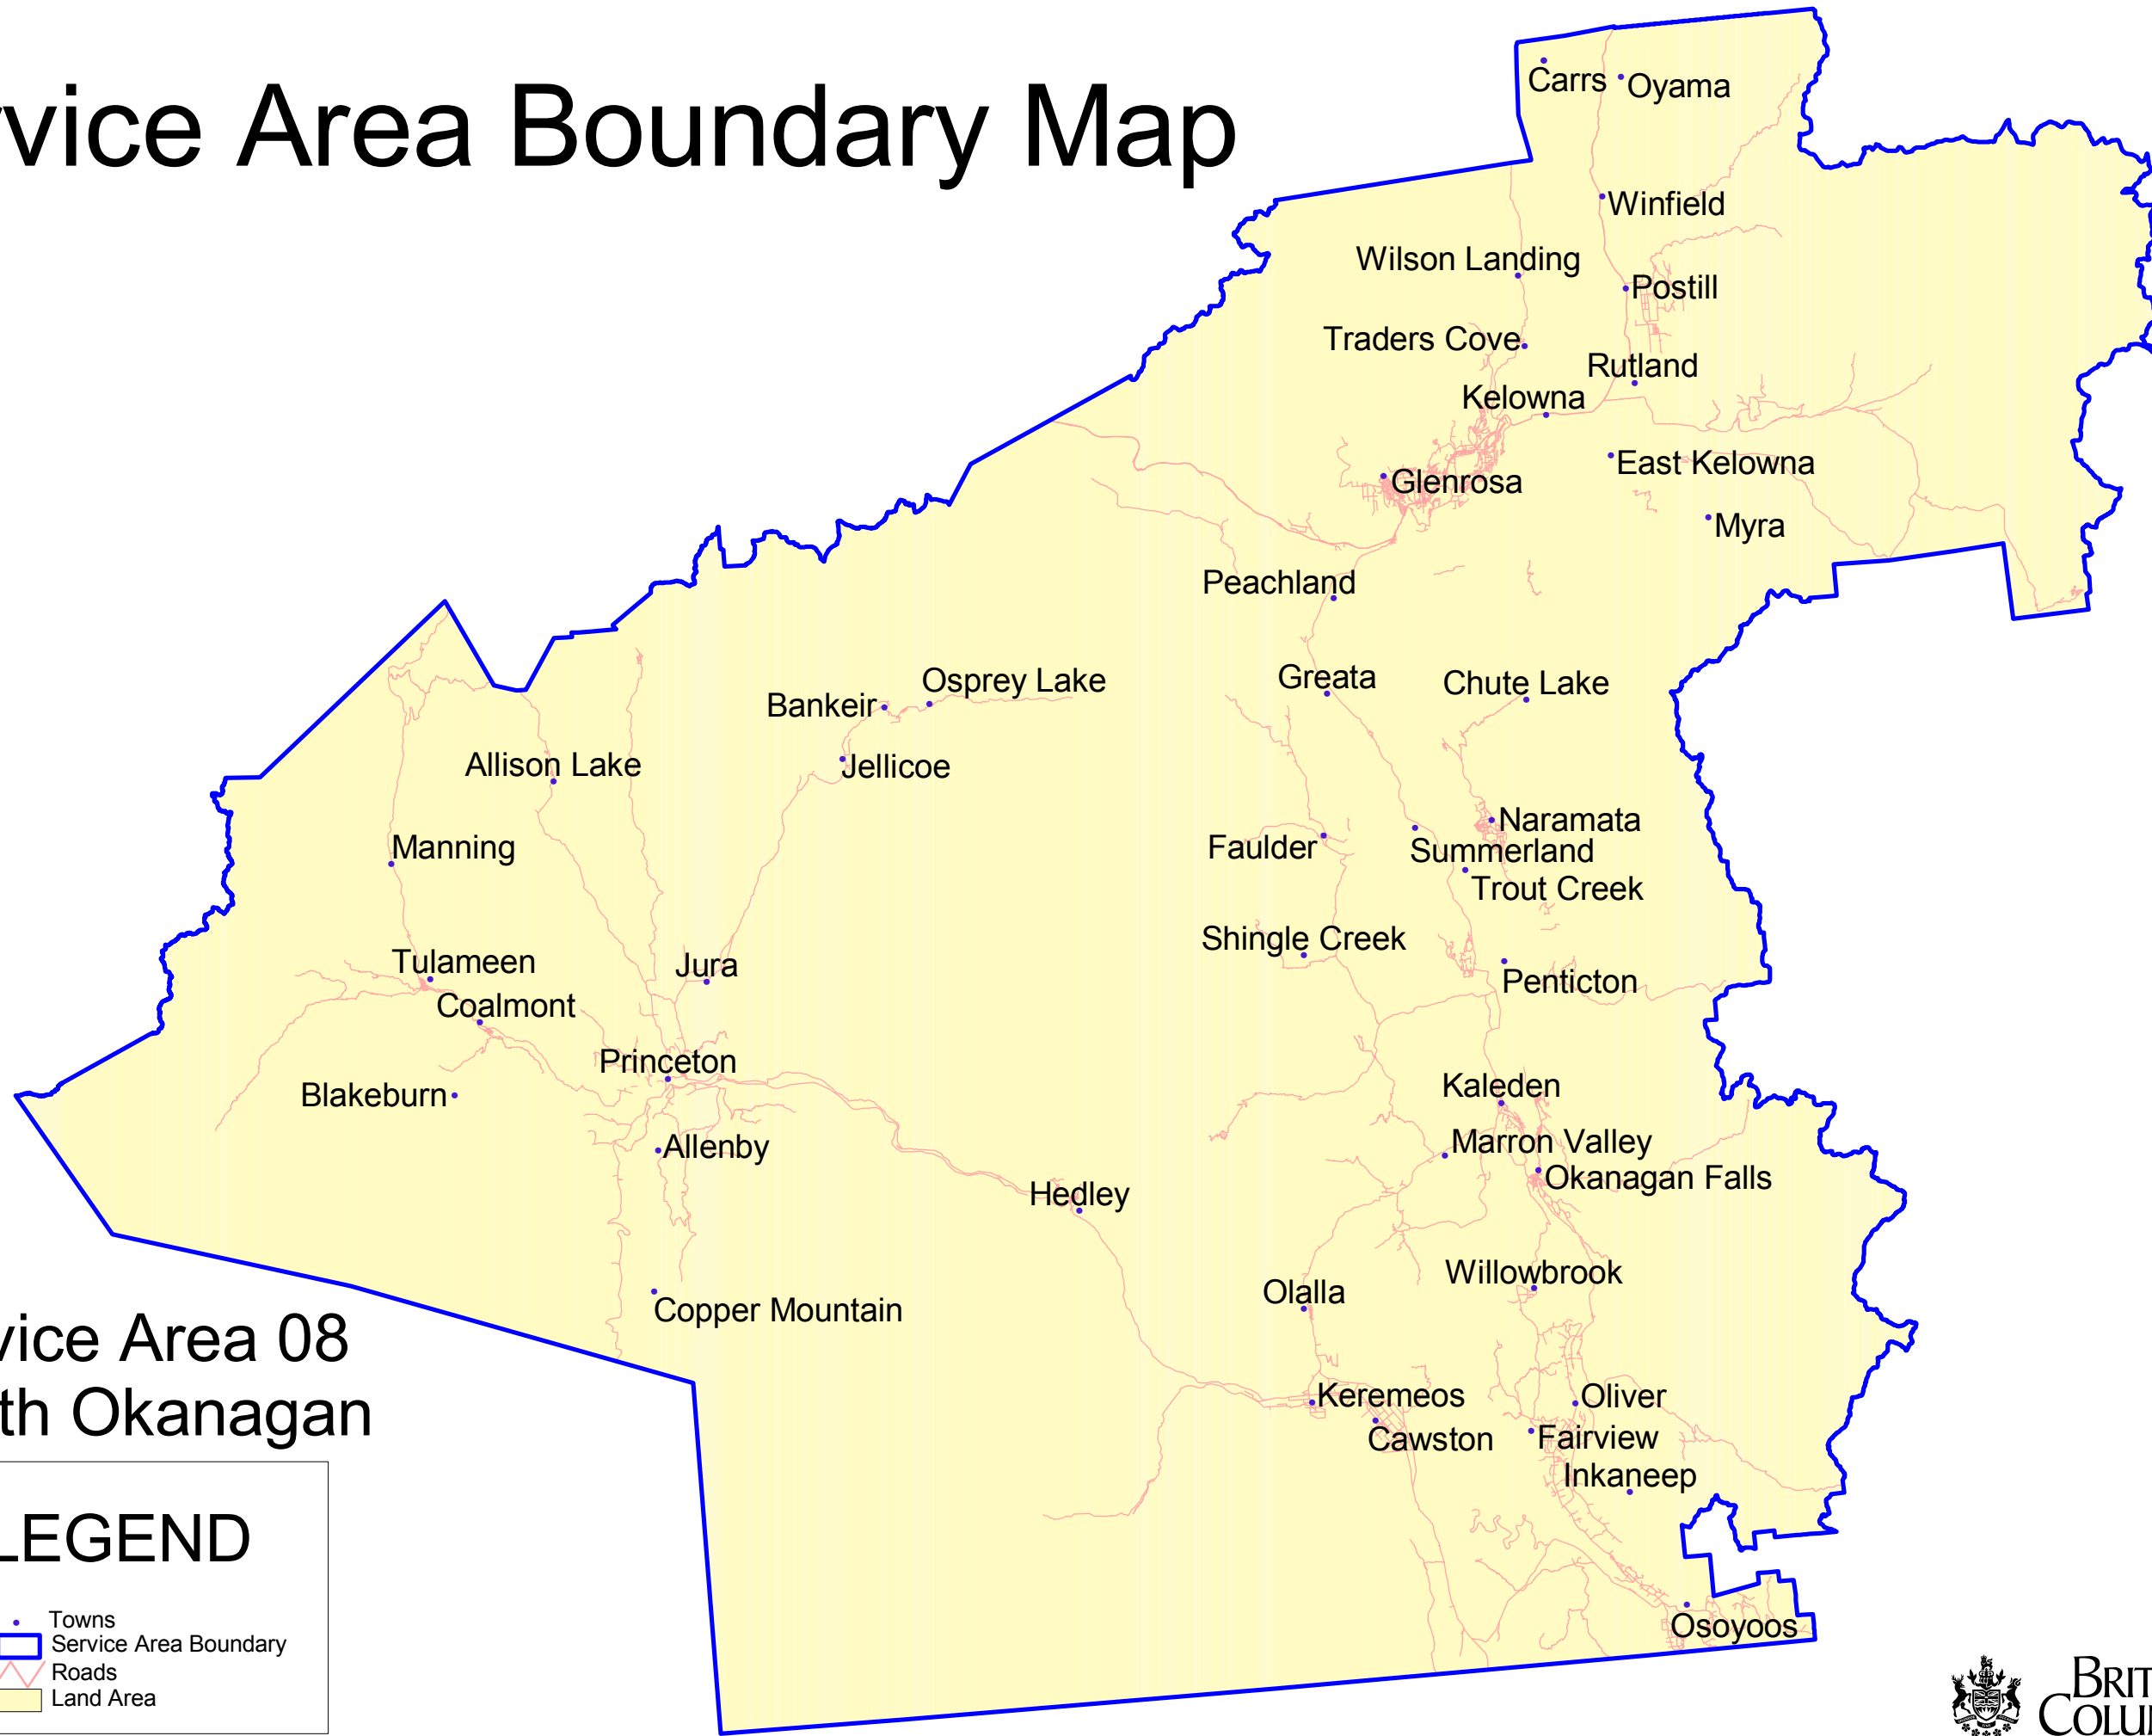 vice Area Boundary Map
Carrs
Oyama
Winfield
Wilson Landing
Postill
Traders Cove
Rutland
Kelowna
East Kelowna
Glenrosa
Myra
Peachland
Greata
Chute Lake
Osprey Lake
Bankeir
Jellicoe
Allison Lake
Naramata
Manning
Faulder
Summerland
Trout Creek
Shingle Creek
Tulameen
Jura
Penticton
Coalmont
Princeton
Kaleden
Blakeburn
Allenby
Marron Valley
Okanagan Falls
Hedley
Willowbrook
Olalla
Copper Mountain
vice Area 08
th Okanagan
Keremeos
Oliver
Cawston
Fairview
Inkaneep
LEGEND
Towns
Service Area Boundary
Roads
Land Area
Osoyoos
BRIT
COLU